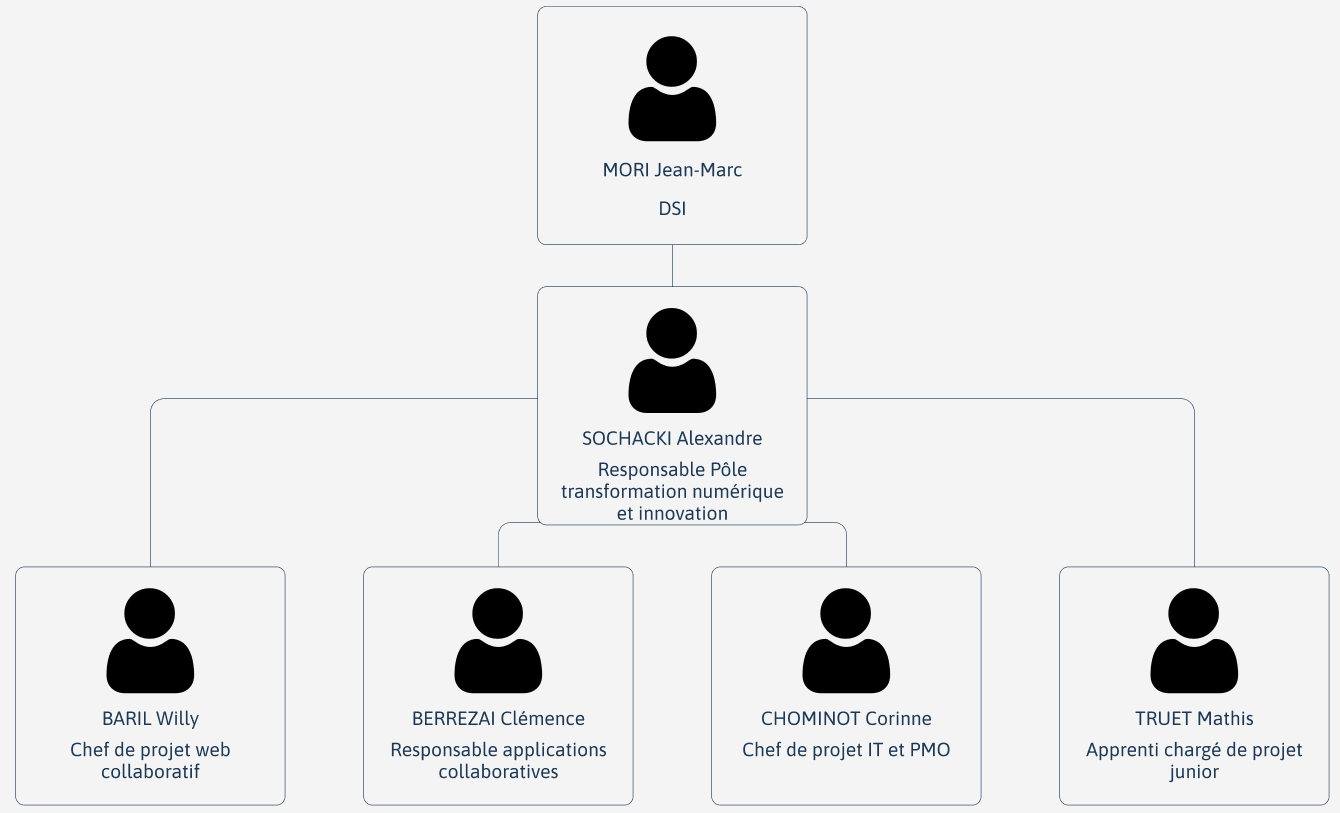 MORI Jean-Marc
DSI
SOCHACKI Alexandre
Responsable Pôle
transformation numérique
et innovation
BARIL Willy
Chef de projet web
collaboratif
BERREZAI Clémence
Responsable applications
collaboratives
CHOMINOT Corinne
Chef de projet IT et PMO
TRUET Mathis
Apprenti chargé de projet
junior